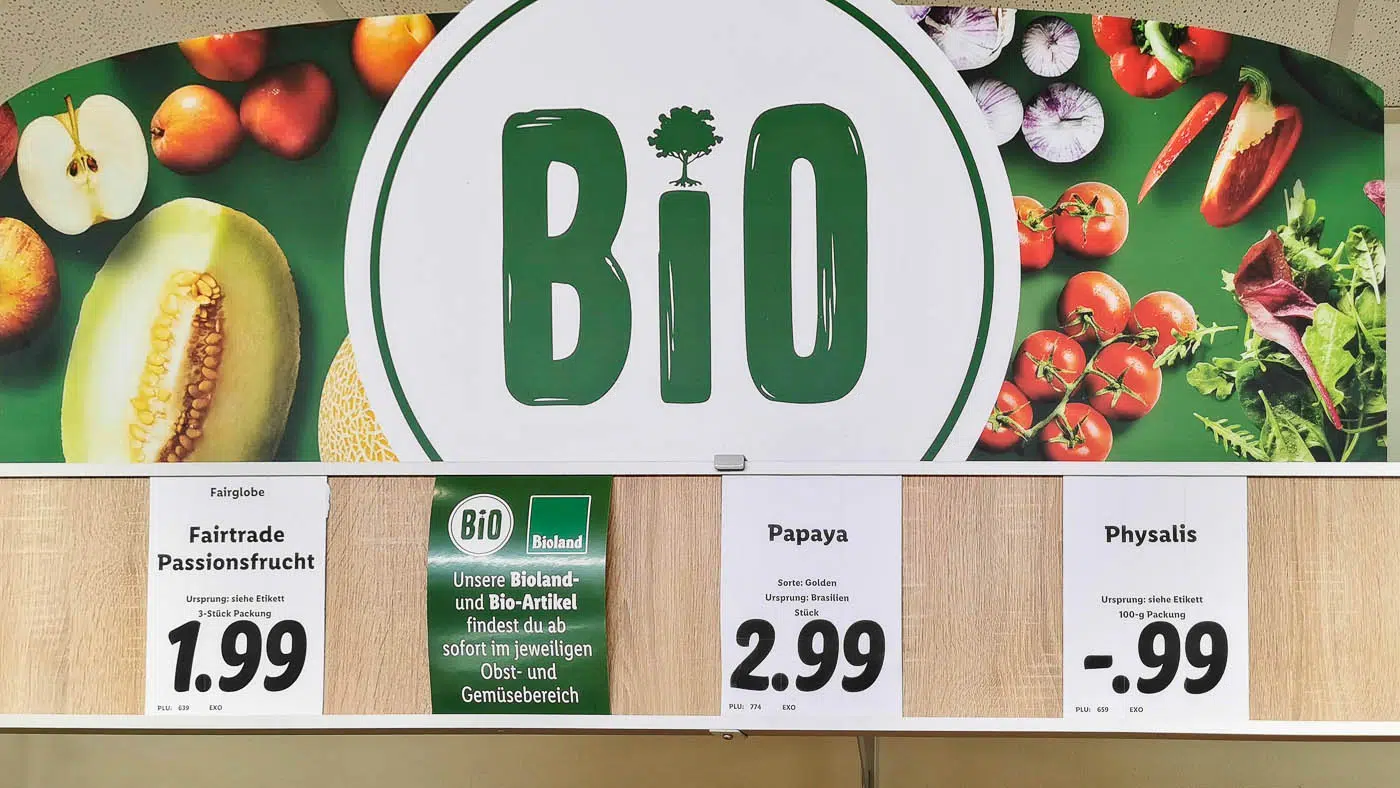 BiO
Fairglobe
Fairtrade
Passionsfrucht
Ursprung: siehe Etikett
3-Stück Packung
1.99
PLU: 639 EXO
BiO
Bioland
Unsere Bioland-
und Bio-Artikel
findest du ab
sofort im jeweiligen
Obst- und
Gemüsebereich
Papaya
Sorte: Golden
Ursprung: Brasilien
Stück
2.99
PLU: 774 EXO
Physalis
Ursprung: siehe Etikett
100-g Packung
-.99
PLU: 659 EXO